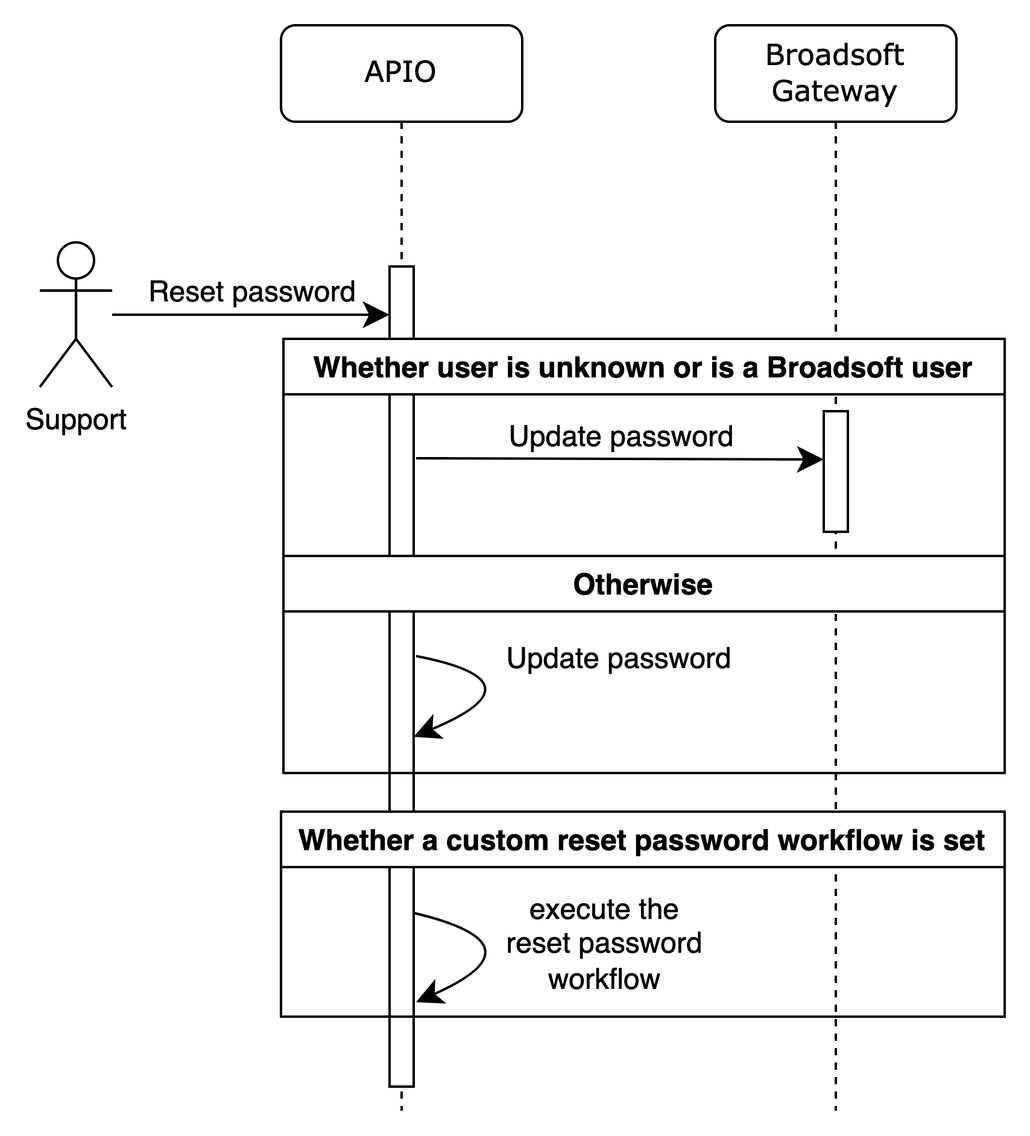 APIO
Broadsoft
Gateway
Reset password
Support
Whether user is unknown or is a Broadsoft user
Update password
Otherwise
Update password
Whether a custom reset password workflow is set
execute the
reset password
workflow